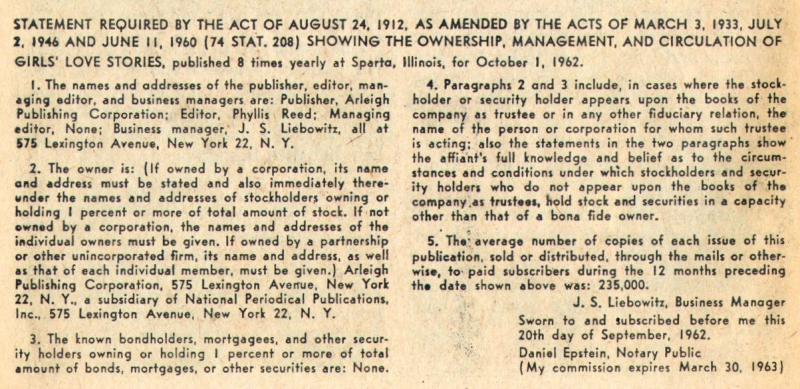 STATEMENT REQUIRED BY THE ACT OF AUGUST 24, 1912, AS AMENDED BY THE ACTS OF MARCH 3, 1933, JULY
2, 1946 AND JUNE 11, 1960 (74 STAT. 208) SHOWING THE OWNERSHIP, MANAGEMENT, AND CIRCULATION OF
GIRLS' LOVE STORIES, published 8 times yearly at Sparta, Illinois, for October 1, 1962.
1. The names and addresses of the publisher, editor, man-
aging editor, and business managers are: Publisher, Arleigh
Publishing Corporation; Editor, Phyllis Reed; Managing
editor, None; Business manager, J. S. Liebowitz, all at
575 Lexington Avenue, New York 22, N. Y.
2. The owner is: (If owned by a corporation, its name
and address must be stated and also immediately there-
under the names and addresses of stockholders owning or
holding 1 percent or more of total amount of stock. If not
owned by a corporation, the names and addresses of the
individual owners must be given. If owned by a partnership
or other unincorporated firm, its name and address, as well
as that of each individual member, must be given.) Arleigh
Publishing Corporation, 575 Lexington Avenue, New York
22, N. Y., a subsidiary of National Periodical Publications,
Inc., 575 Lexington Avenue, New York 22, N. Y.
3. The known bondholders, mortgagees, and other secur-
ity holders owning or holding 1 percent or more of total
amount of bonds, mortgages, or other securities are: None.
4. Paragraphs 2 and 3 include, in cases where the stock-
holder or security holder appears upon the books of the
company as trustee or in any other fiduciary relation, the
name of the person or corporation for whom such trustee
is acting; also the statements in the two paragraphs show
the affiant's full knowledge and belief as to the circum-
stances and conditions under which stockholders and secur-
ity holders who do not appear upon the books of the
company as trustees, hold stock and securities in a capacity
other than that of a bona fide owner.
5. The average number of copies of each issue of this
publication, sold or distributed, through the mails or other-
wise, to paid subscribers during the 12 months preceding
the date shown above was: 235,000.
J. S. Liebowitz, Business Manager
Sworn to and subscribed before me this
20th day of September, 1962.
Daniel Epstein, Notary Public
(My commission expires March 30, 1963)